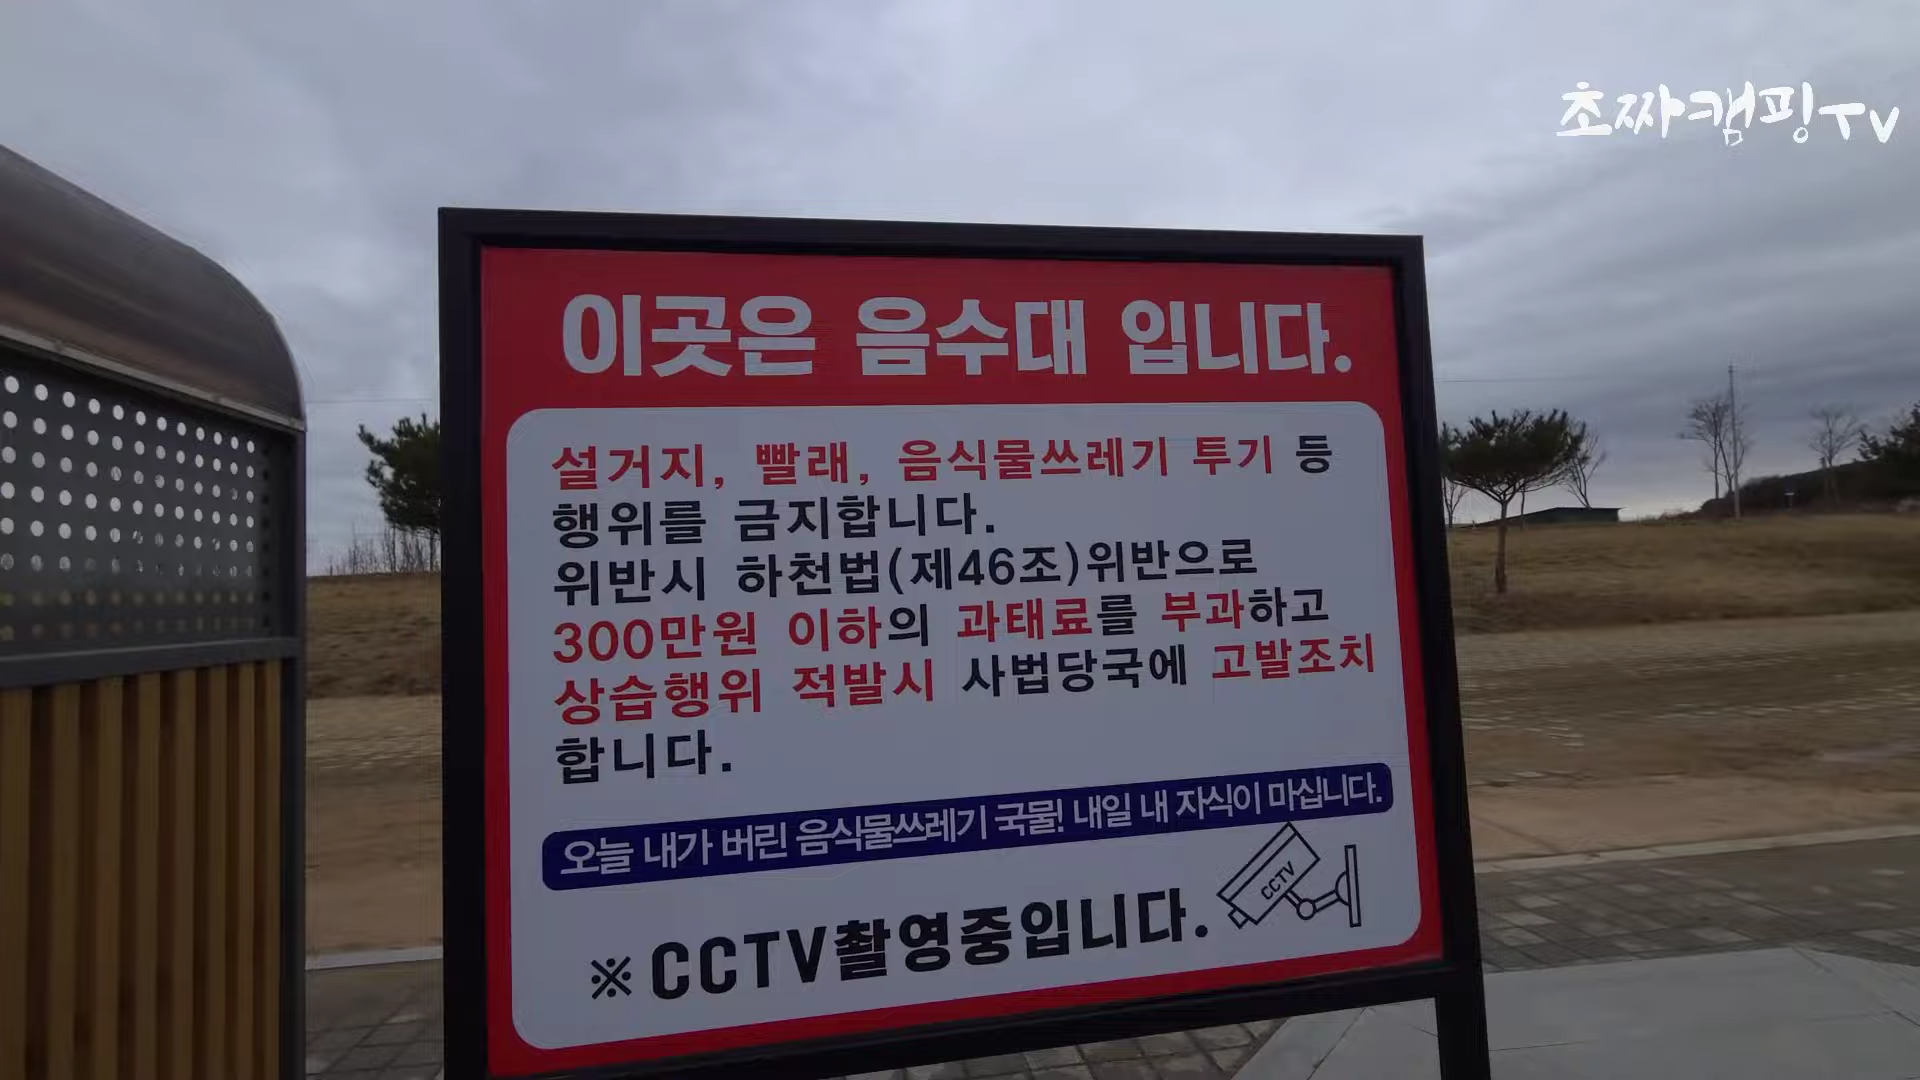 초짜캠핑TV
이곳은 음수대 입니다.
설거지, 빨래, 음식물쓰레기 투기 등
행위를 금지합니다.
위반시 하천법(제46조)위반으로
300만원 이하의 과태료를 부과하고
상습행위 적발시 사법당국에 고발조치
합니다.
오늘 내가 버린 음식물쓰레기 국물! 내일 내 자식이 마십니다.
CCTV
※ CCTV촬영중입니다.